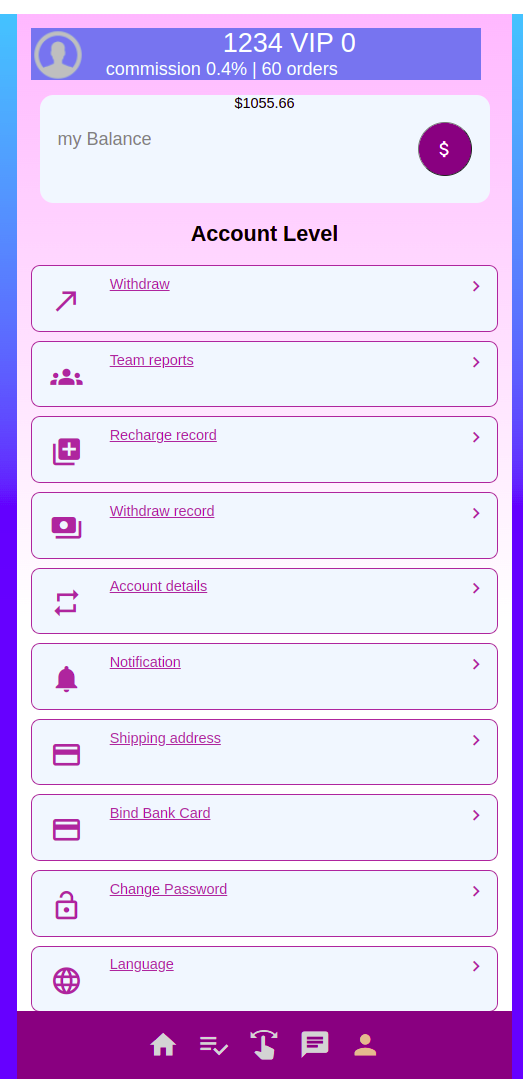 1234 VIP 0
commission 0.4% | 60 orders
$1055.66
my Balance
$
Account Level
Withdraw
Team reports
Recharge record
Withdraw record
Account details
Notification
Shipping address
Bind Bank Card
Change Password
Language